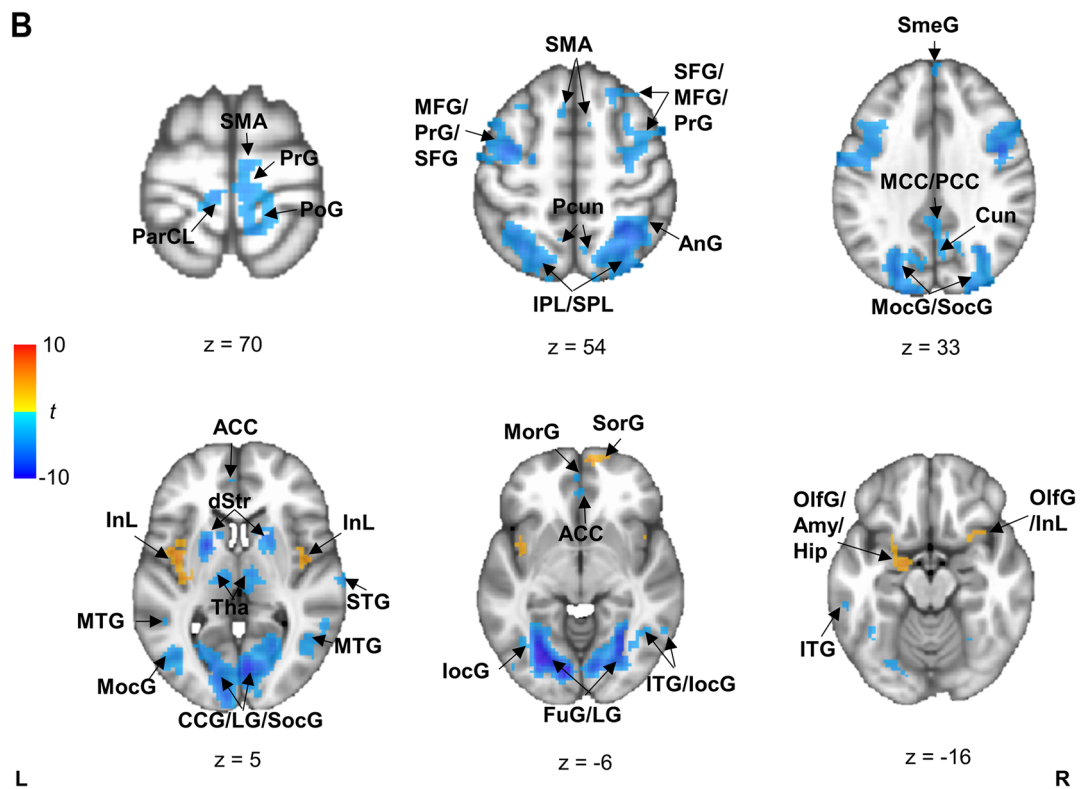 B
SMA
PrG
PoG
ParCL
z = 70
SMA
SFG/
MFG/
PrG
MFG/
PrG/
SFG
Pcun
AnG
IPL/SPL
z = 54
SmeG
MCC/PCC
Cun
MocG/SocG
z = 33
10
t
-10
ACC
dStr
InL
InL
Tha
STG
MTG
MTG
MocG
CCG/LG/SocG
z = 5
MorG
SorG
ACC
IocG
ITG/IocG
FuG/LG
z = -6
OlfG/
Amy/
Hip
OlfG
/InL
ITG
z = -16
L
R